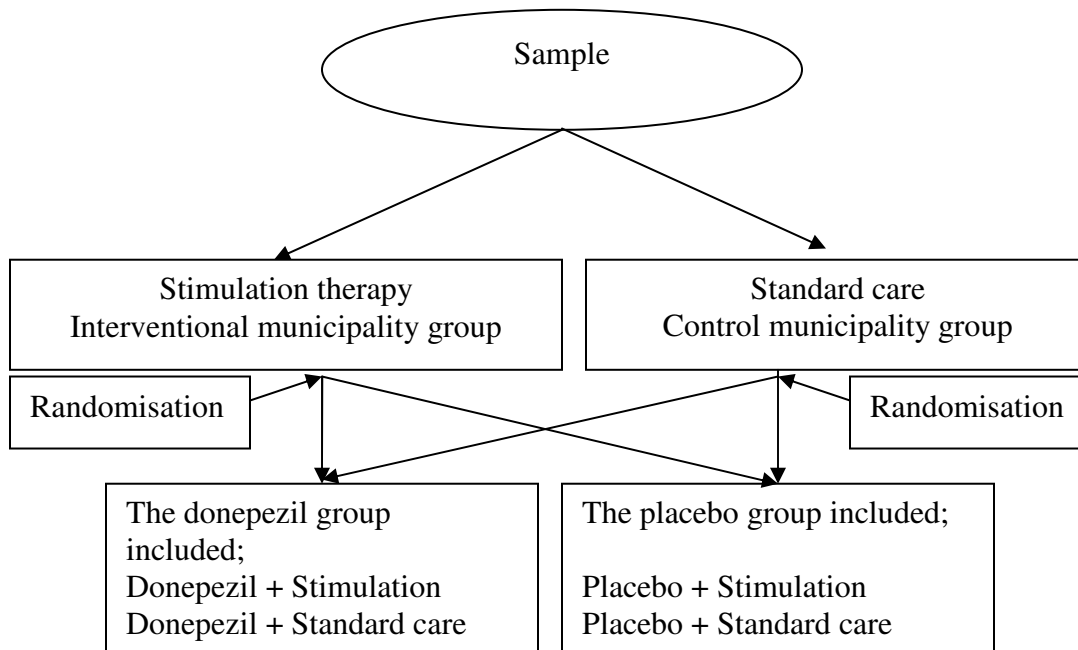 Sample
Stimulation therapy
Interventional municipality group
Standard care
Control municipality group
Randomisation
Randomisation
The donepezil group
included;
Donepezil + Stimulation
Donepezil + Standard care
The placebo group included;
Placebo + Stimulation
Placebo + Standard care